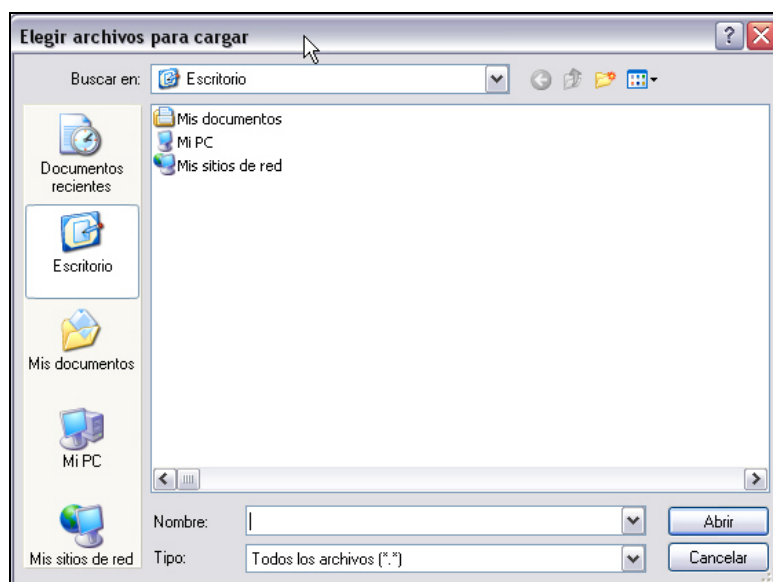 Elegir archivos para cargar
Buscar en: Escritorio
Mis documentos
Mi PC
Mis sitios de red
Documentos
recientes
Escritorio
Mis documentos
Mi PC
Mis sitios de red
Nombre:
Abrir
Tipo: Todos los archivos (*.*)
Cancelar